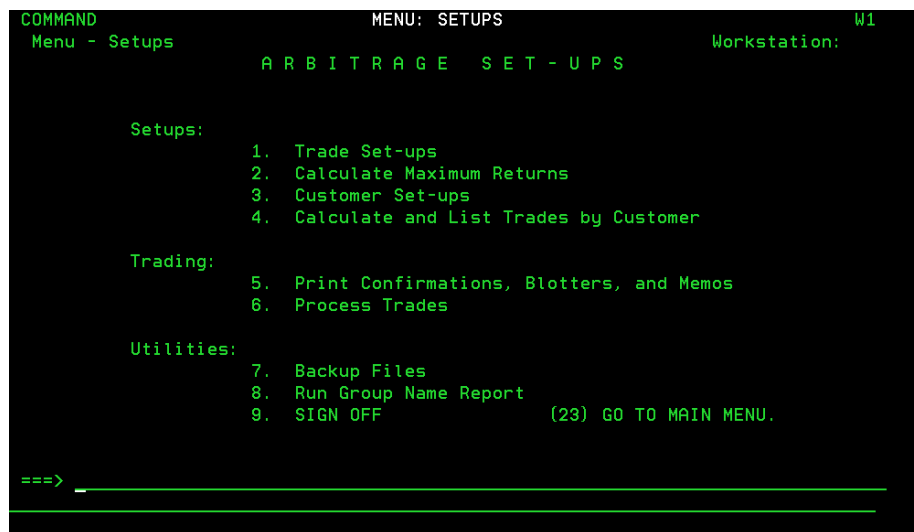 COMMAND MENU: SETUPS W1
Menu - Setups Workstation:
A R B I T R A G E S E T - U P S
Setups:
1. Trade Set-ups
2. Calculate Maximum Returns
3. Customer Set-ups
4. Calculate and List Trades by Customer
Trading:
5. Print Confirmations, Blotters, and Memos
6. Process Trades
Utilities:
7. Backup Files
8. Run Group Name Report
9. SIGN OFF (23) GO TO MAIN MENU.
===>